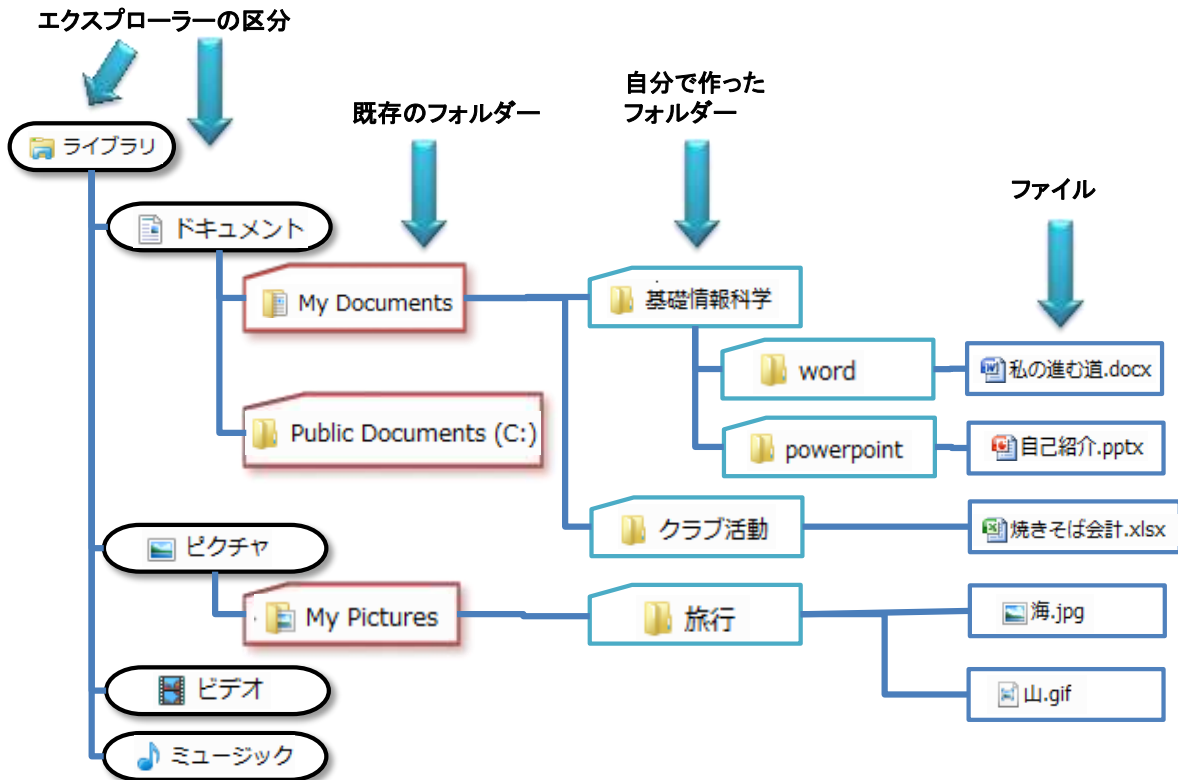 エクスプローラーの区分
既存のフォルダー
自分で作った
フォルダー
ファイル
ライブラリ
ドキュメント
My Documents
基礎情報科学
word
私の進む道.docx
Public Documents (C:)
powerpoint
自己紹介.pptx
クラブ活動
焼きそば会計.xlsx
ピクチャ
My Pictures
旅行
海.jpg
山.gif
ビデオ
ミュージック